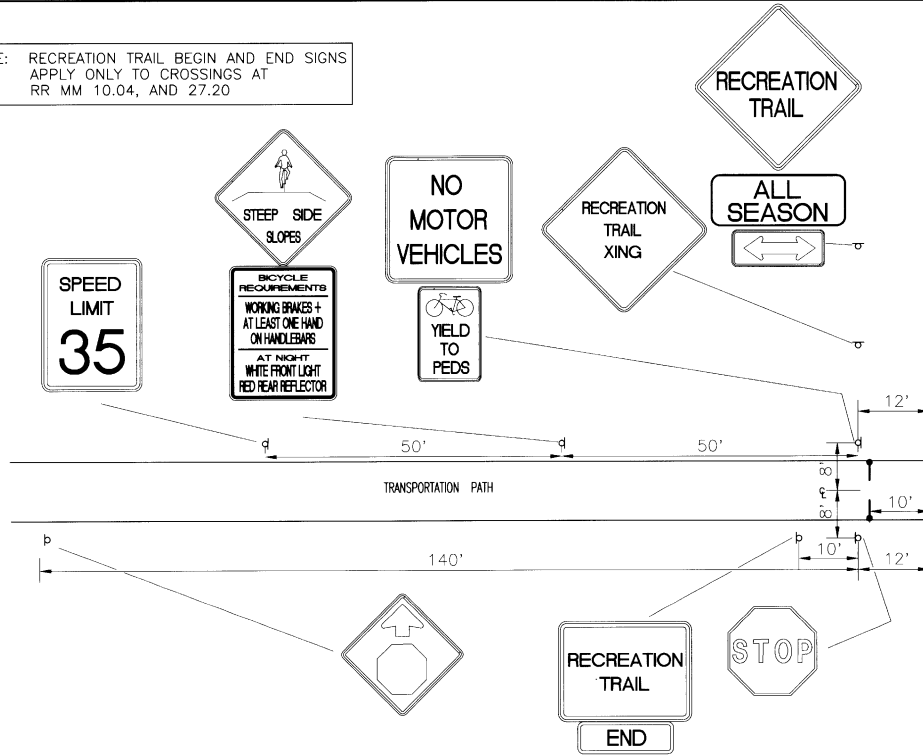 E: RECREATION TRAIL BEGIN AND END SIGNS
APPLY ONLY TO CROSSINGS AT
RR MM 10.04, AND 27.20
RECREATION
TRAIL
ALL
SEASON
STEEP SIDE
SLOPES
NO
MOTOR
VEHICLES
RECREATION
TRAIL
XING
SPEED
LIMIT
35
BICYCLE
REQUIREMENTS
WORKING BRAKES +
AT LEAST ONE HAND
ON HANDLEBARS
AT NIGHT
WHITE FRONT LIGHT
RED REAR REFLECTOR
YIELD
TO
PEDS
12'
50'
50'
8'
TRANSPORTATION PATH
℄
8'
10'
10'
140'
12'
RECREATION
TRAIL
END
STOP